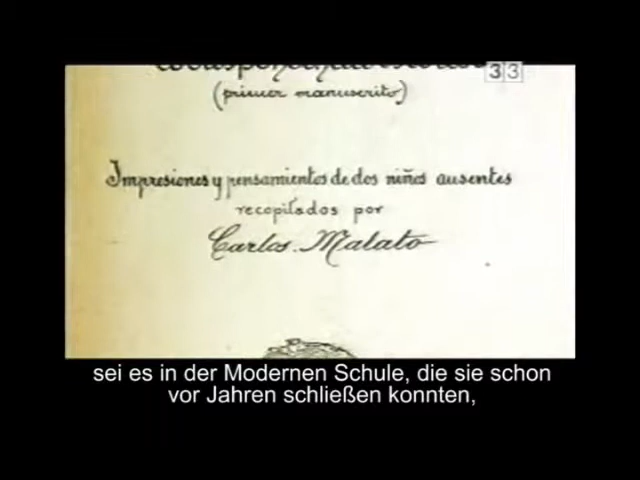 33
(primer manuscrito)
Impresiones y pensamientos de dos niños ausentes
recopilados por
Carlos Malato
sei es in der Modernen Schule, die sie schon
vor Jahren schließen konnten,